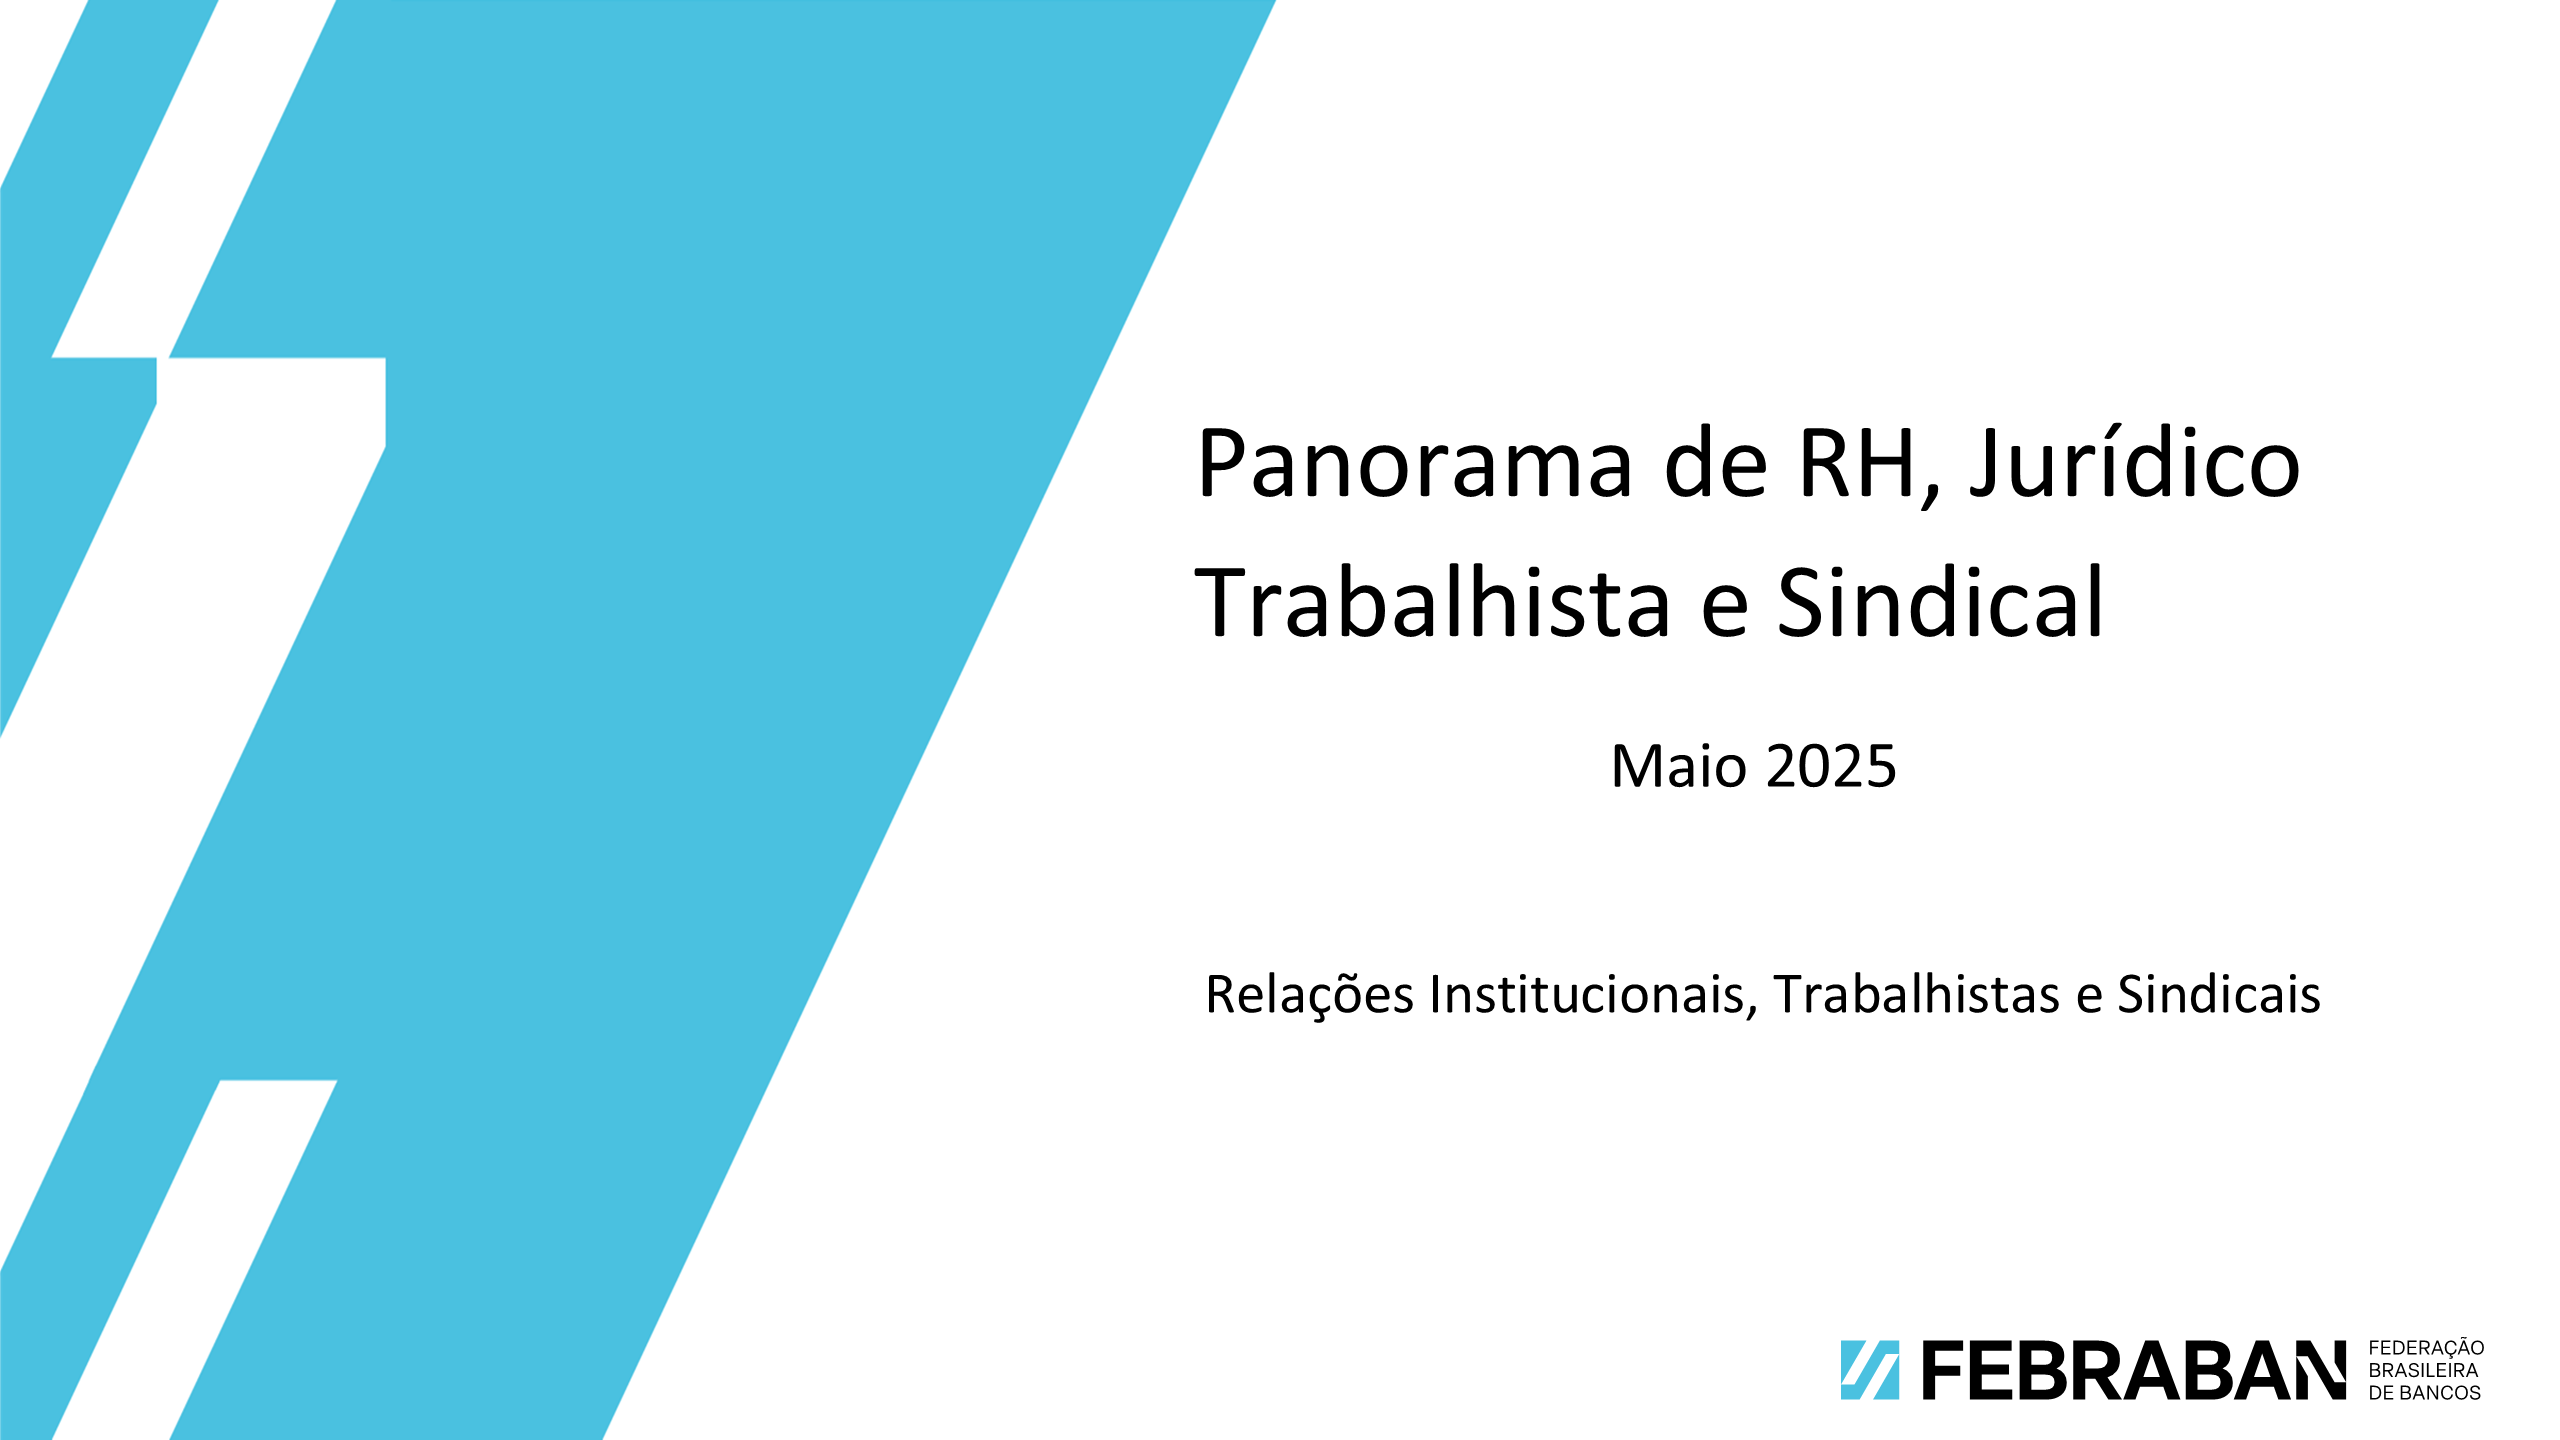 Panorama de RH, Jurídico
Trabalhista e Sindical
Maio 2025
Relações Institucionais, Trabalhistas e Sindicais
FEBRABAN
FEDERAÇÃO
BRASILEIRA
DE BANCOS